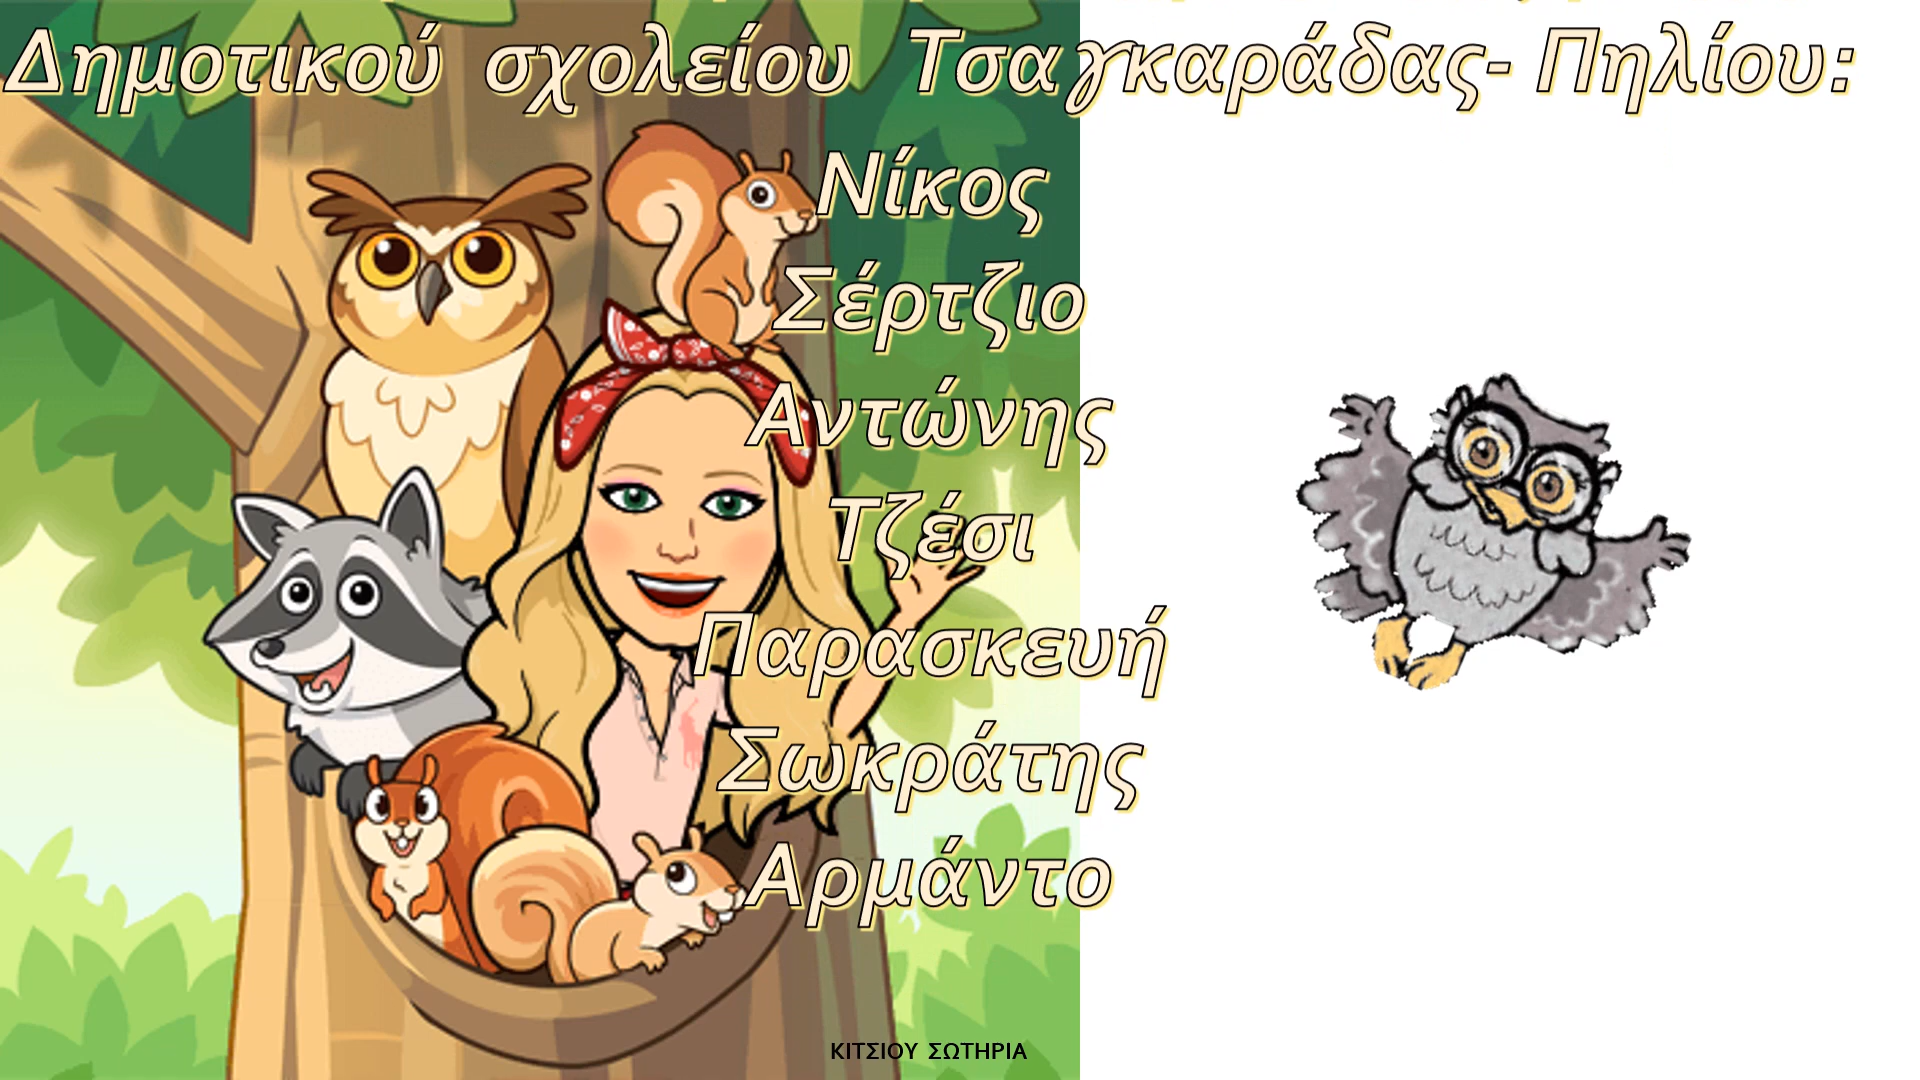 Δημοτικού σχολείου Τσαγκαράδας- Πηλίου:
Νίκος
Σέρτζιο
Αντώνης
Τζέσι
Παρασκευή
Σωκράτης
Αρμάντο
ΚΙΤΣΙΟΥ ΣΩΤΗΡΙΑ